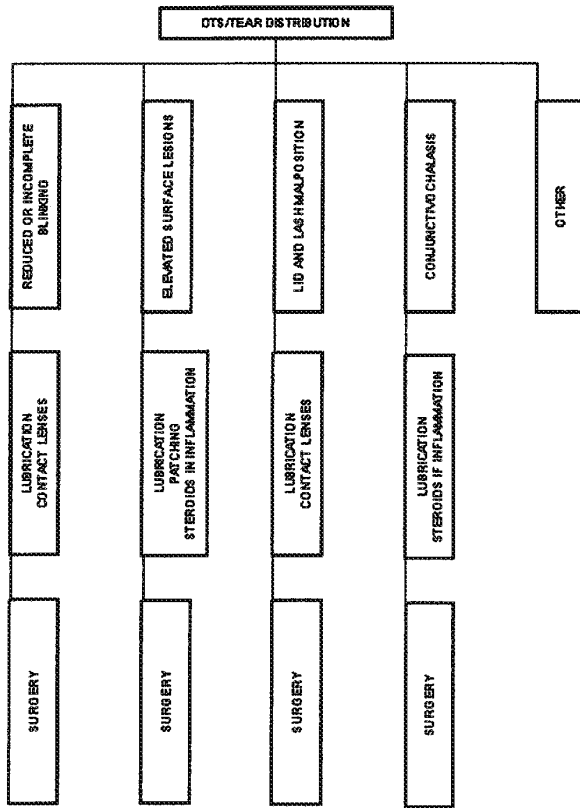 DTS/TEAR DISTRIBUTION
REDUCED OR INCOMPLETE
BLINKING
ELEVATED SURFACE LESIONS
LID AND LASH MALPOSITION
CONJUNCTIVOCHALASIS
OTHER
LUBRICATION
CONTACT LENSES
LUBRICATION
PATCHING
STEROIDS IN INFLAMMATION
LUBRICATION
CONTACT LENSES
LUBRICATION
STEROIDS IF INFLAMMATION
SURGERY
SURGERY
SURGERY
SURGERY